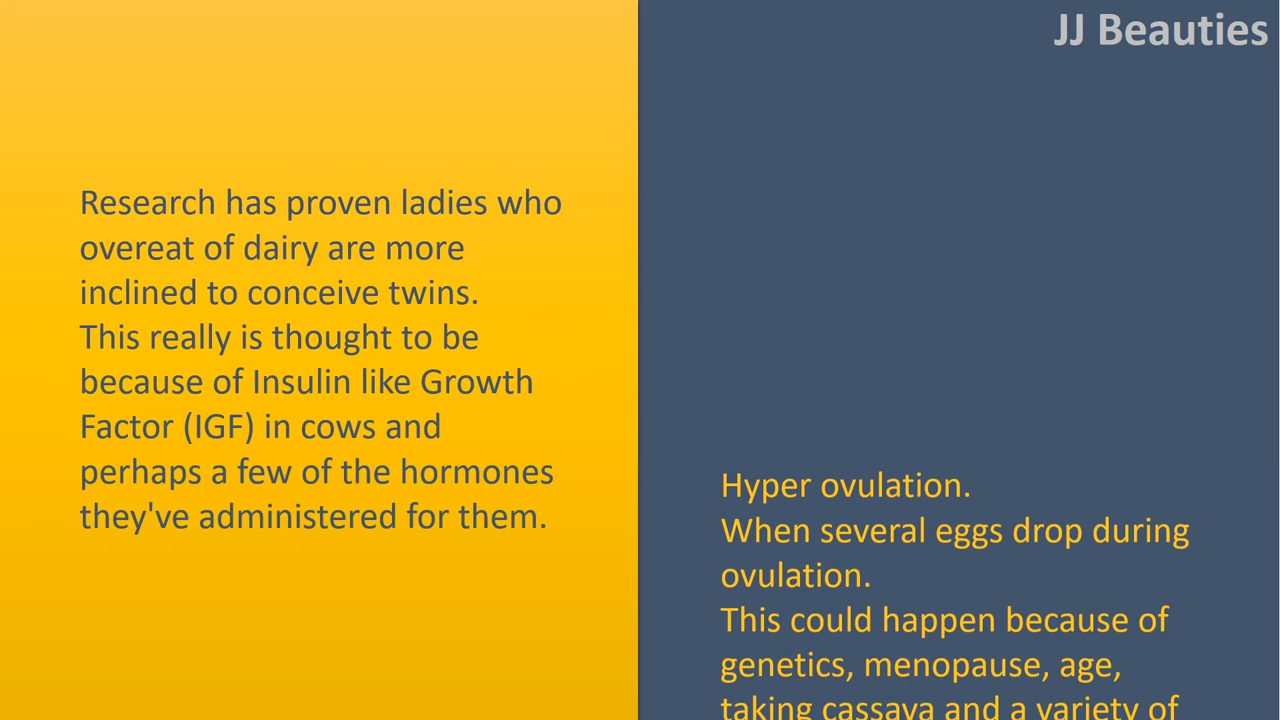 JJ Beauties
Research has proven ladies who
overeat of dairy are more
inclined to conceive twins.
This really is thought to be
because of Insulin like Growth
Factor (IGF) in cows and
perhaps a few of the hormones
they've administered for them.
Hyper ovulation.
When several eggs drop during
ovulation.
This could happen because of
genetics, menopause, age,
taking cassava and a variety of